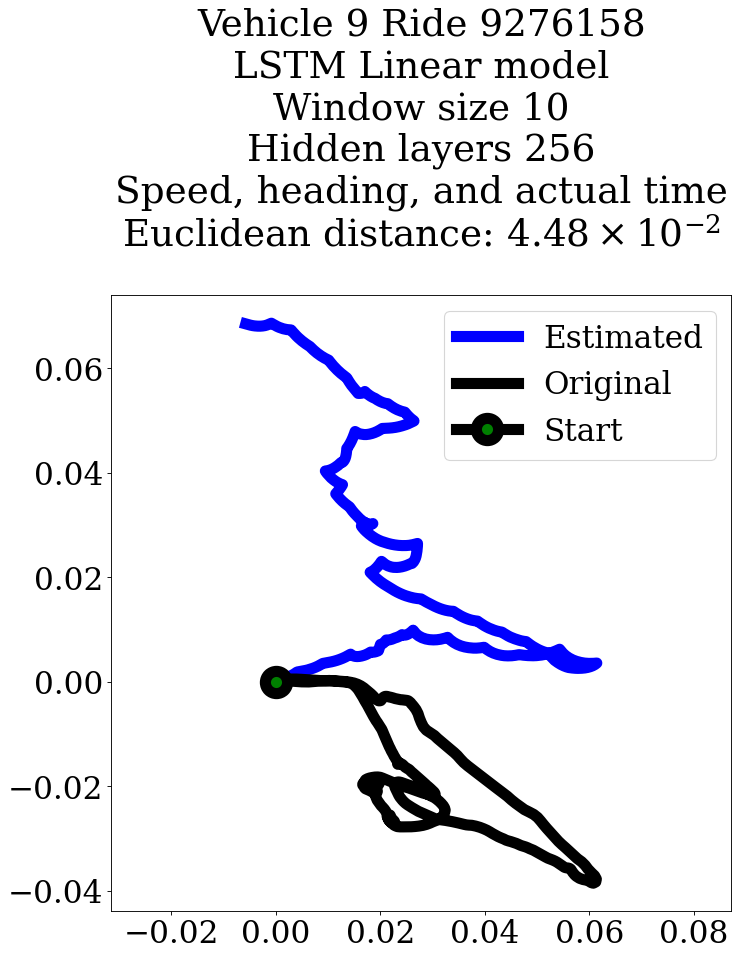 Vehicle 9 Ride 9276158
LSTM Linear model
Window size 10
Hidden layers 256
Speed, heading, and actual time
Euclidean distance: 4.48 × 10⁻²
Estimated
Original
Start
0.06
0.04
0.02
0.00
−0.02
−0.04
−0.02 0.00 0.02 0.04 0.06 0.08